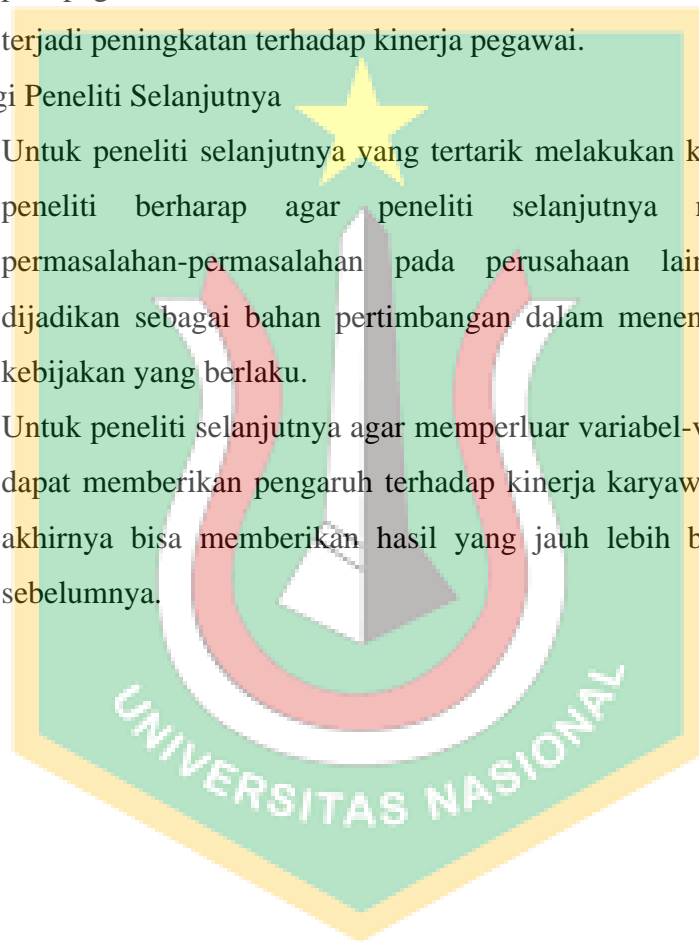 terjadi peningkatan terhadap kinerja pegawai.
Peneliti Selanjutnya
Untuk peneliti selanjutnya yang tertarik melakukan
peneliti berharap agar peneliti selanjutnya
permasalahan-permasalahan pada perusahaan
dijadikan sebagai bahan pertimbangan dalam
kebijakan yang berlaku.
Untuk peneliti selanjutnya agar memperluar
dapat memberikan pengaruh terhadap kinerja
akhirnya bisa memberikan hasil yang jauh lebih
sebelumnya.
UNIVERSITAS NASIONAL